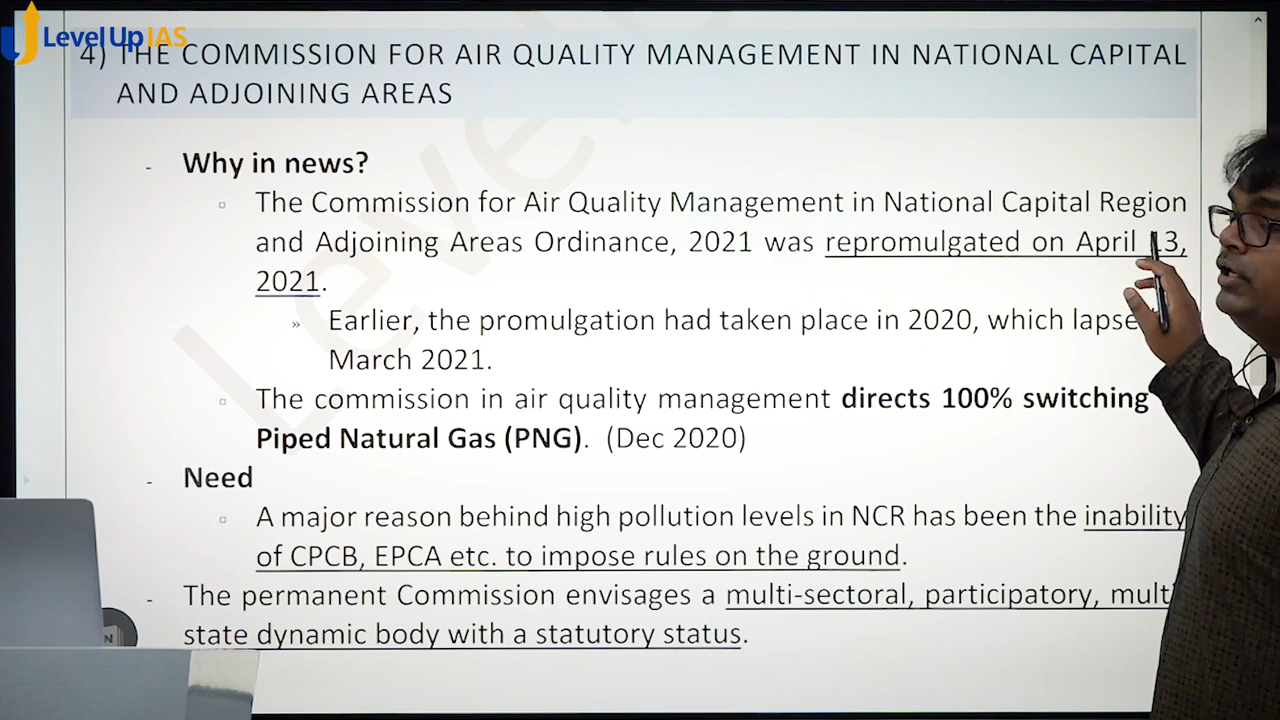 Level Up IAS
4) THE COMMISSION FOR AIR QUALITY MANAGEMENT IN NATIONAL CAPITAL
AND ADJOINING AREAS
- Why in news?
The Commission for Air Quality Management in National Capital Region
and Adjoining Areas Ordinance, 2021 was repromulgated on April 13,
2021.
» Earlier, the promulgation had taken place in 2020, which
March 2021.
The commission in air quality management directs 100% switching
Piped Natural Gas (PNG). (Dec 2020)
- Need
A major reason behind high pollution levels in NCR has been the inability
of CPCB, EPCA etc. to impose rules on the ground.
- The permanent Commission envisages a multi-sectoral, participatory,
state dynamic body with a statutory status.